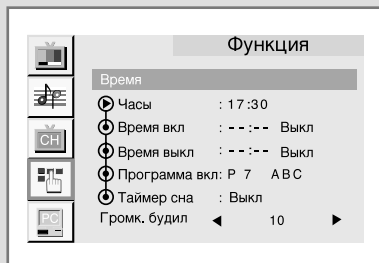 Функция
Время
Часы : 17:30
Время вкл : --:-- Выкл
Время выкл : --:-- Выкл
Программа вкл: P 7 ABC
Таймер сна : Выкл
Громк. будил 10
CH
PC